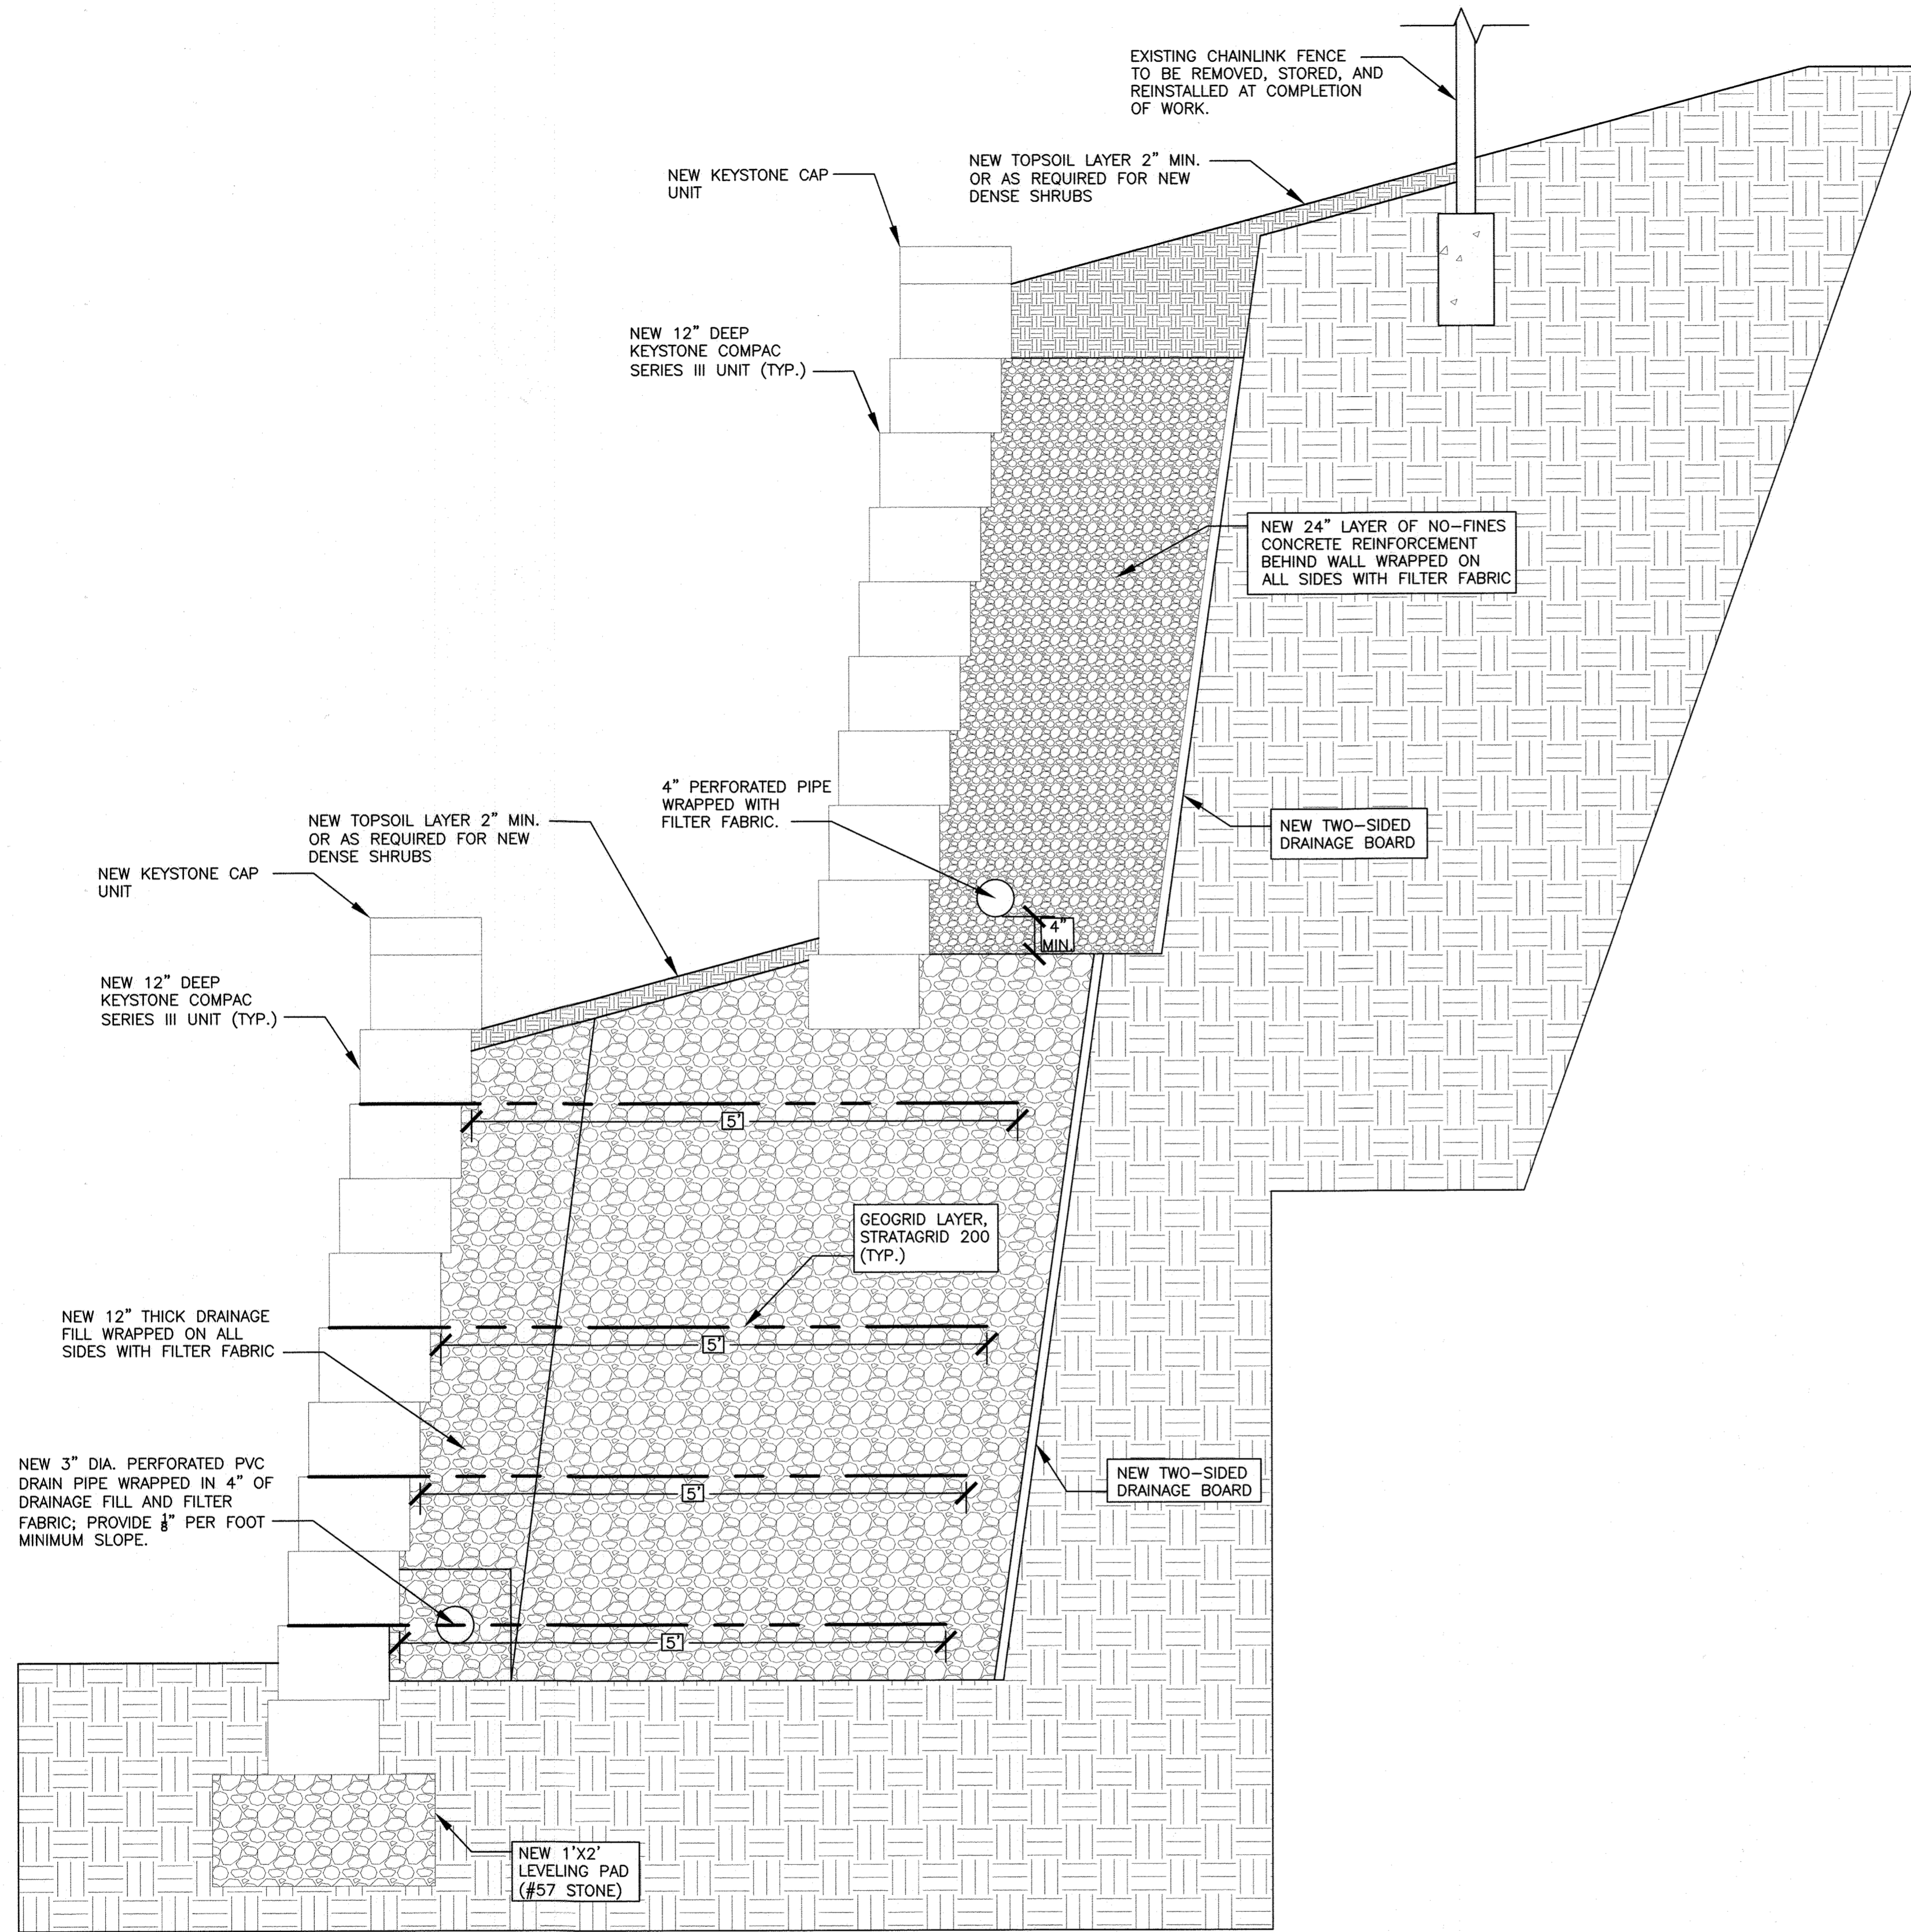 EXISTING CHAINLINK FENCE
TO BE REMOVED, STORED, AND
REINSTALLED AT COMPLETION
OF WORK.
NEW TOPSOIL LAYER 2" MIN.
OR AS REQUIRED FOR NEW
DENSE SHRUBS
NEW KEYSTONE CAP
UNIT
NEW 12" DEEP
KEYSTONE COMPAC
SERIES III UNIT (TYP.)
NEW 24" LAYER OF NO-FINES
CONCRETE REINFORCEMENT
BEHIND WALL WRAPPED ON
ALL SIDES WITH FILTER FABRIC
4" PERFORATED PIPE
WRAPPED WITH
FILTER FABRIC.
NEW TWO-SIDED
DRAINAGE BOARD
NEW TOPSOIL LAYER 2" MIN.
OR AS REQUIRED FOR NEW
DENSE SHRUBS
NEW KEYSTONE CAP
UNIT
4"
MIN.
NEW 12" DEEP
KEYSTONE COMPAC
SERIES III UNIT (TYP.)
5'
GEOGRID LAYER,
STRATAGRID 200
(TYP.)
NEW 12" THICK DRAINAGE
FILL WRAPPED ON ALL
SIDES WITH FILTER FABRIC
5'
NEW 3" DIA. PERFORATED PVC
DRAIN PIPE WRAPPED IN 4" OF
DRAINAGE FILL AND FILTER
FABRIC; PROVIDE 1/8" PER FOOT
MINIMUM SLOPE.
5'
NEW TWO-SIDED
DRAINAGE BOARD
5'
NEW 1'X2'
LEVELING PAD
(#57 STONE)